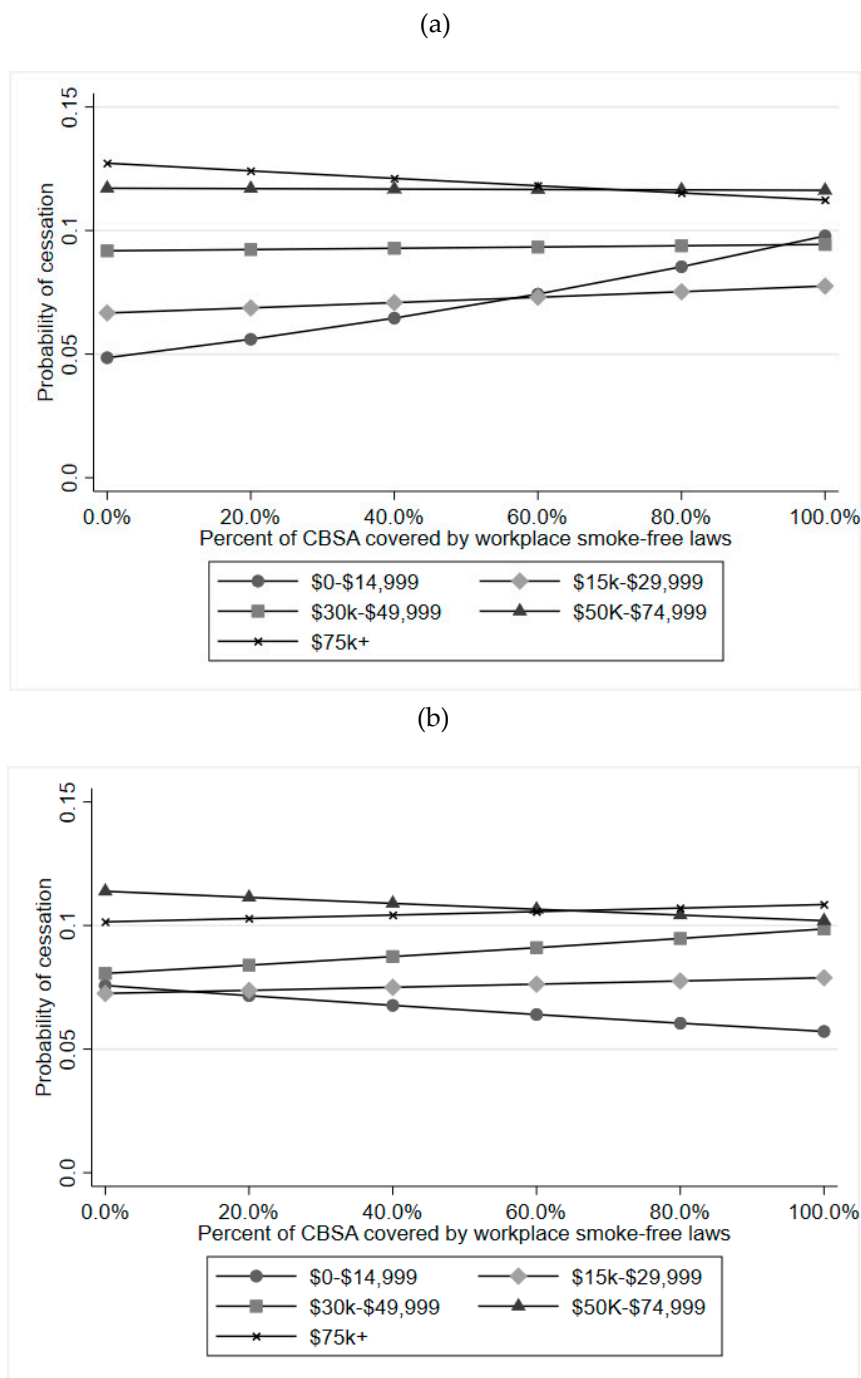 (a)
0.15
0.1
0.05
0.0
Probability of cessation
0.0% 20.0% 40.0% 60.0% 80.0% 100.0%
Percent of CBSA covered by workplace smoke-free laws
$0-$14,999 $15k-$29,999
$30k-$49,999 $50K-$74,999
$75k+
(b)
0.15
0.1
0.05
0.0
Probability of cessation
0.0% 20.0% 40.0% 60.0% 80.0% 100.0%
Percent of CBSA covered by workplace smoke-free laws
$0-$14,999 $15k-$29,999
$30k-$49,999 $50K-$74,999
$75k+